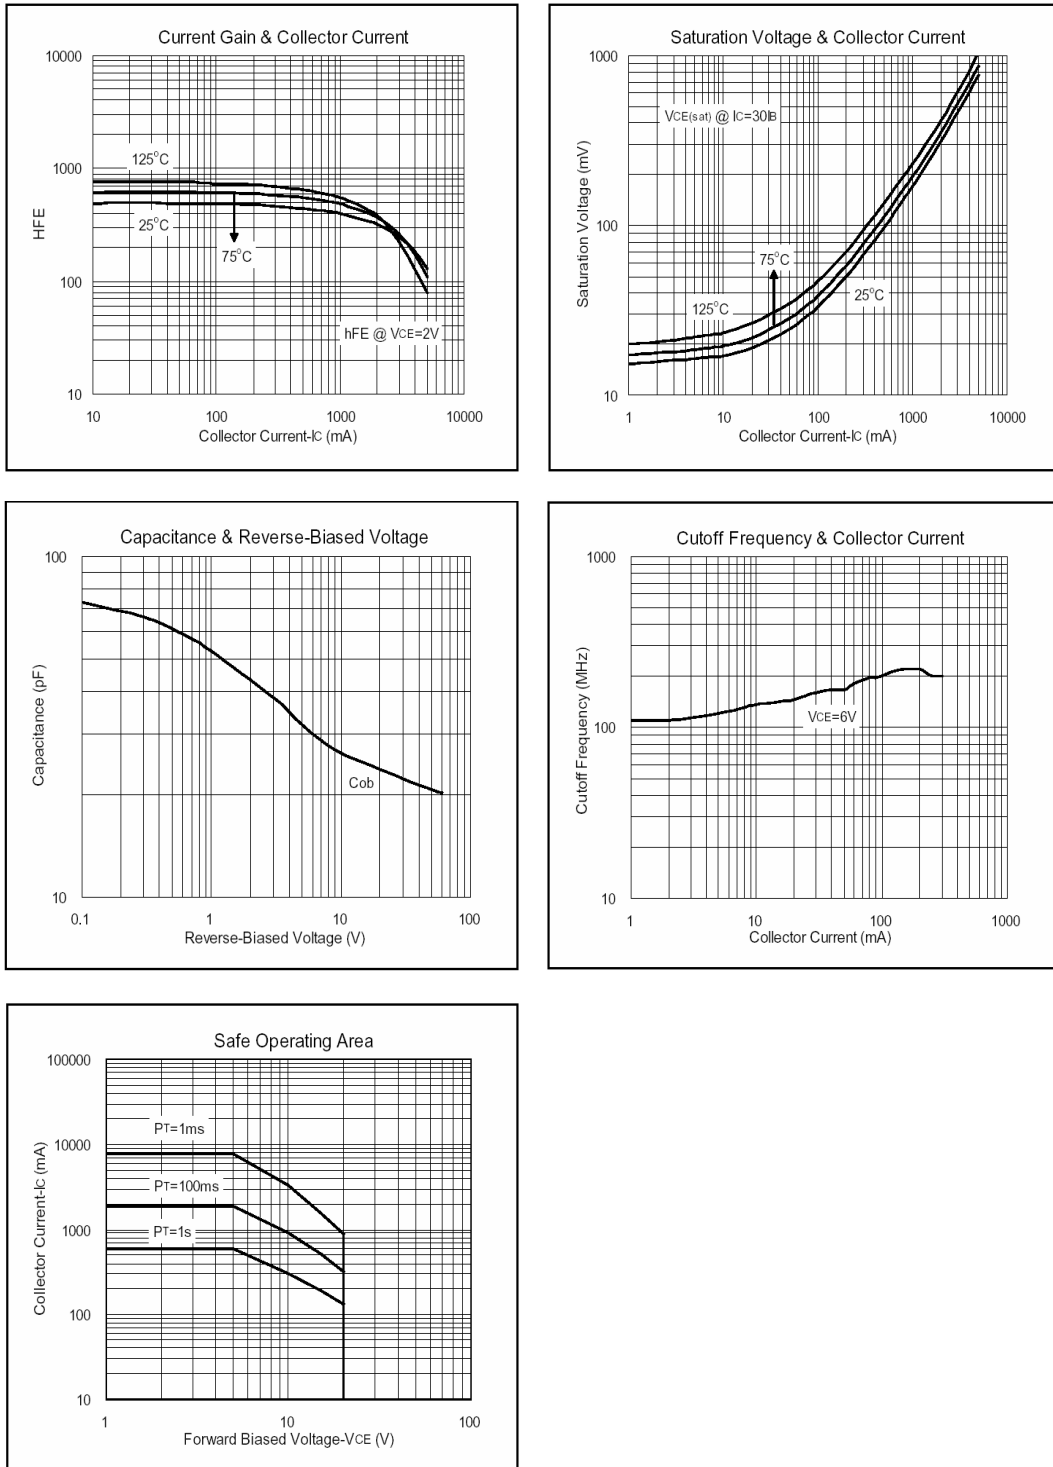 Current Gain & Collector Current
10000
1000
100
10
HFE
125°C
25°C
75°C
hFE @ VCE=2V
10 100 1000 10000
Collector Current-IC (mA)
Saturation Voltage & Collector Current
1000
100
10
Saturation Voltage (mV)
VCE(sat) @ IC=30IB
75°C
125°C
25°C
1 10 100 1000 10000
Collector Current-IC (mA)
Capacitance & Reverse-Biased Voltage
100
10
Capacitance (pF)
Cob
0.1 1 10 100
Reverse-Biased Voltage (V)
Cutoff Frequency & Collector Current
1000
100
10
Cutoff Frequency (MHz)
VCE=6V
1 10 100 1000
Collector Current (mA)
Safe Operating Area
100000
10000
1000
100
10
Collector Current-IC (mA)
PT=1ms
PT=100ms
PT=1s
1 10 100
Forward Biased Voltage-VCE (V)